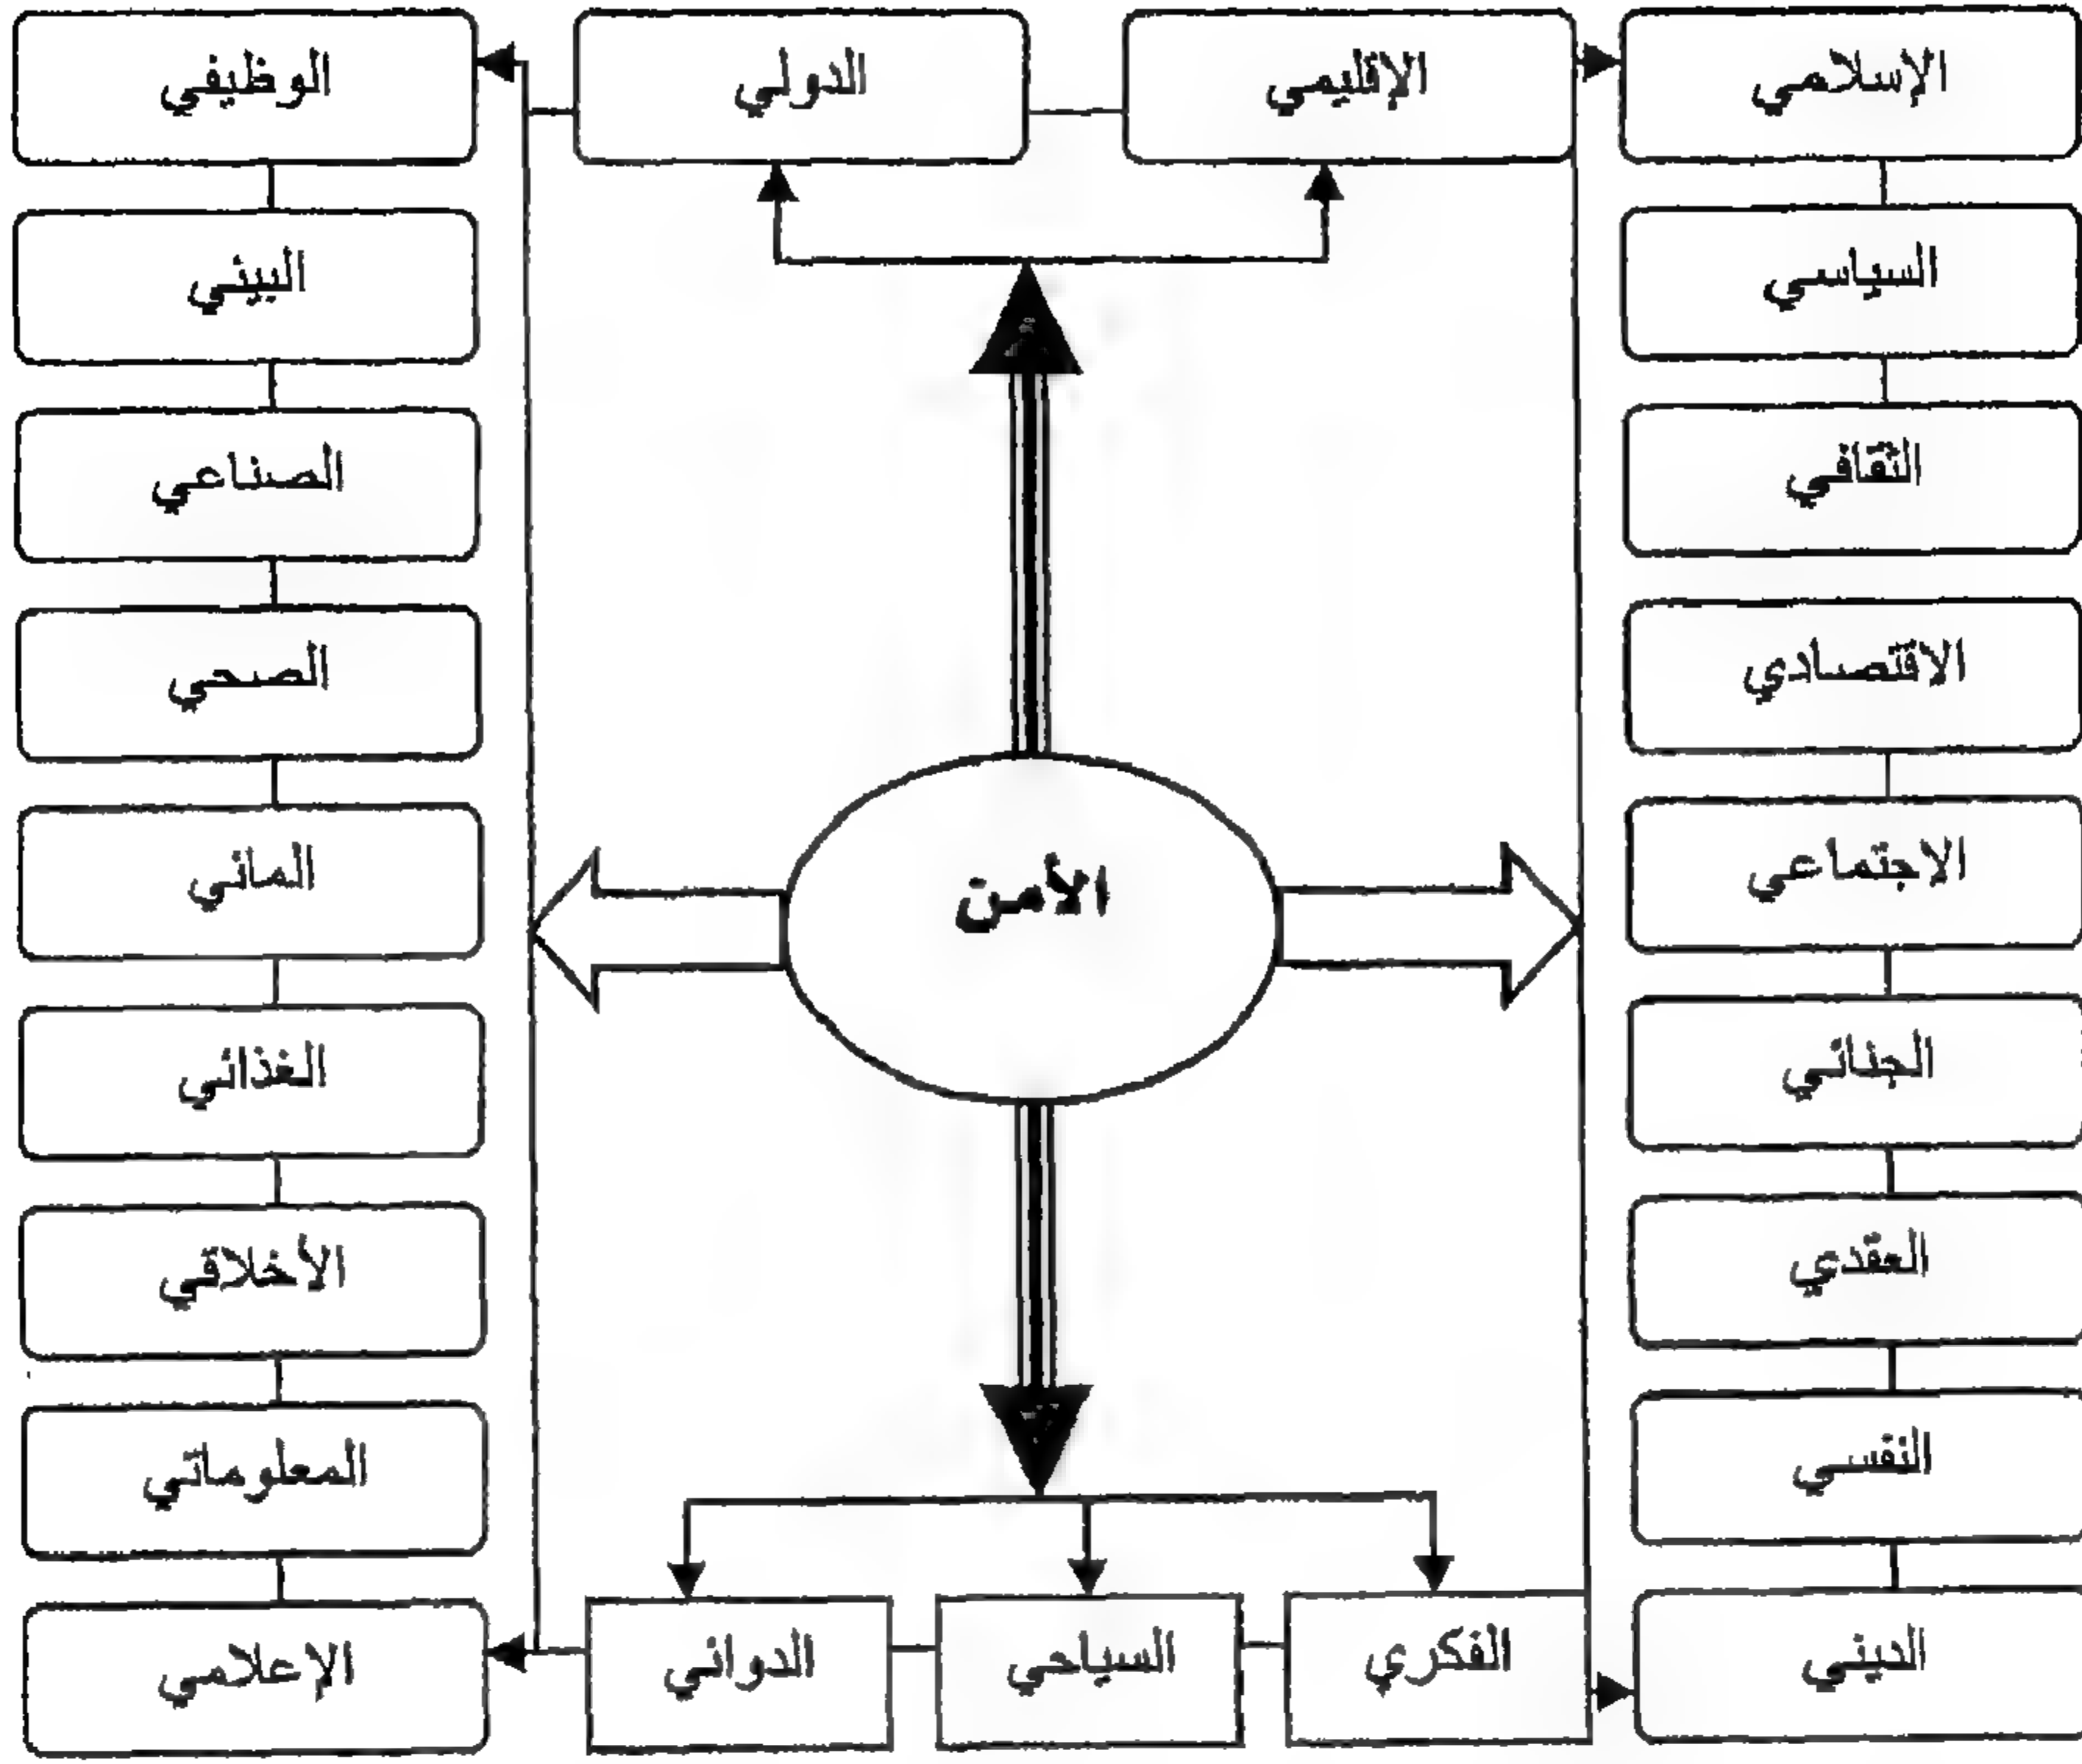 الإسلامي
الإقليمي
الدولي
الوظيفي
السياسي
البيئي
الثقافي
الصناعي
الاقتصادي
الصحي
الاجتماعي
الأمن
المائي
الجنائي
الغذائي
العقدي
الأخلاقي
النفسي
المعلوماتي
الديني
الفكري
السياحي
الدوائي
الإعلامي